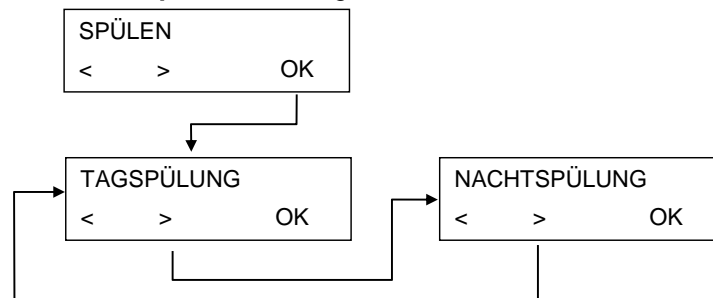 SPÜLEN
< > OK
TAGSPÜLUNG
< > OK
NACHTSPÜLUNG
< > OK